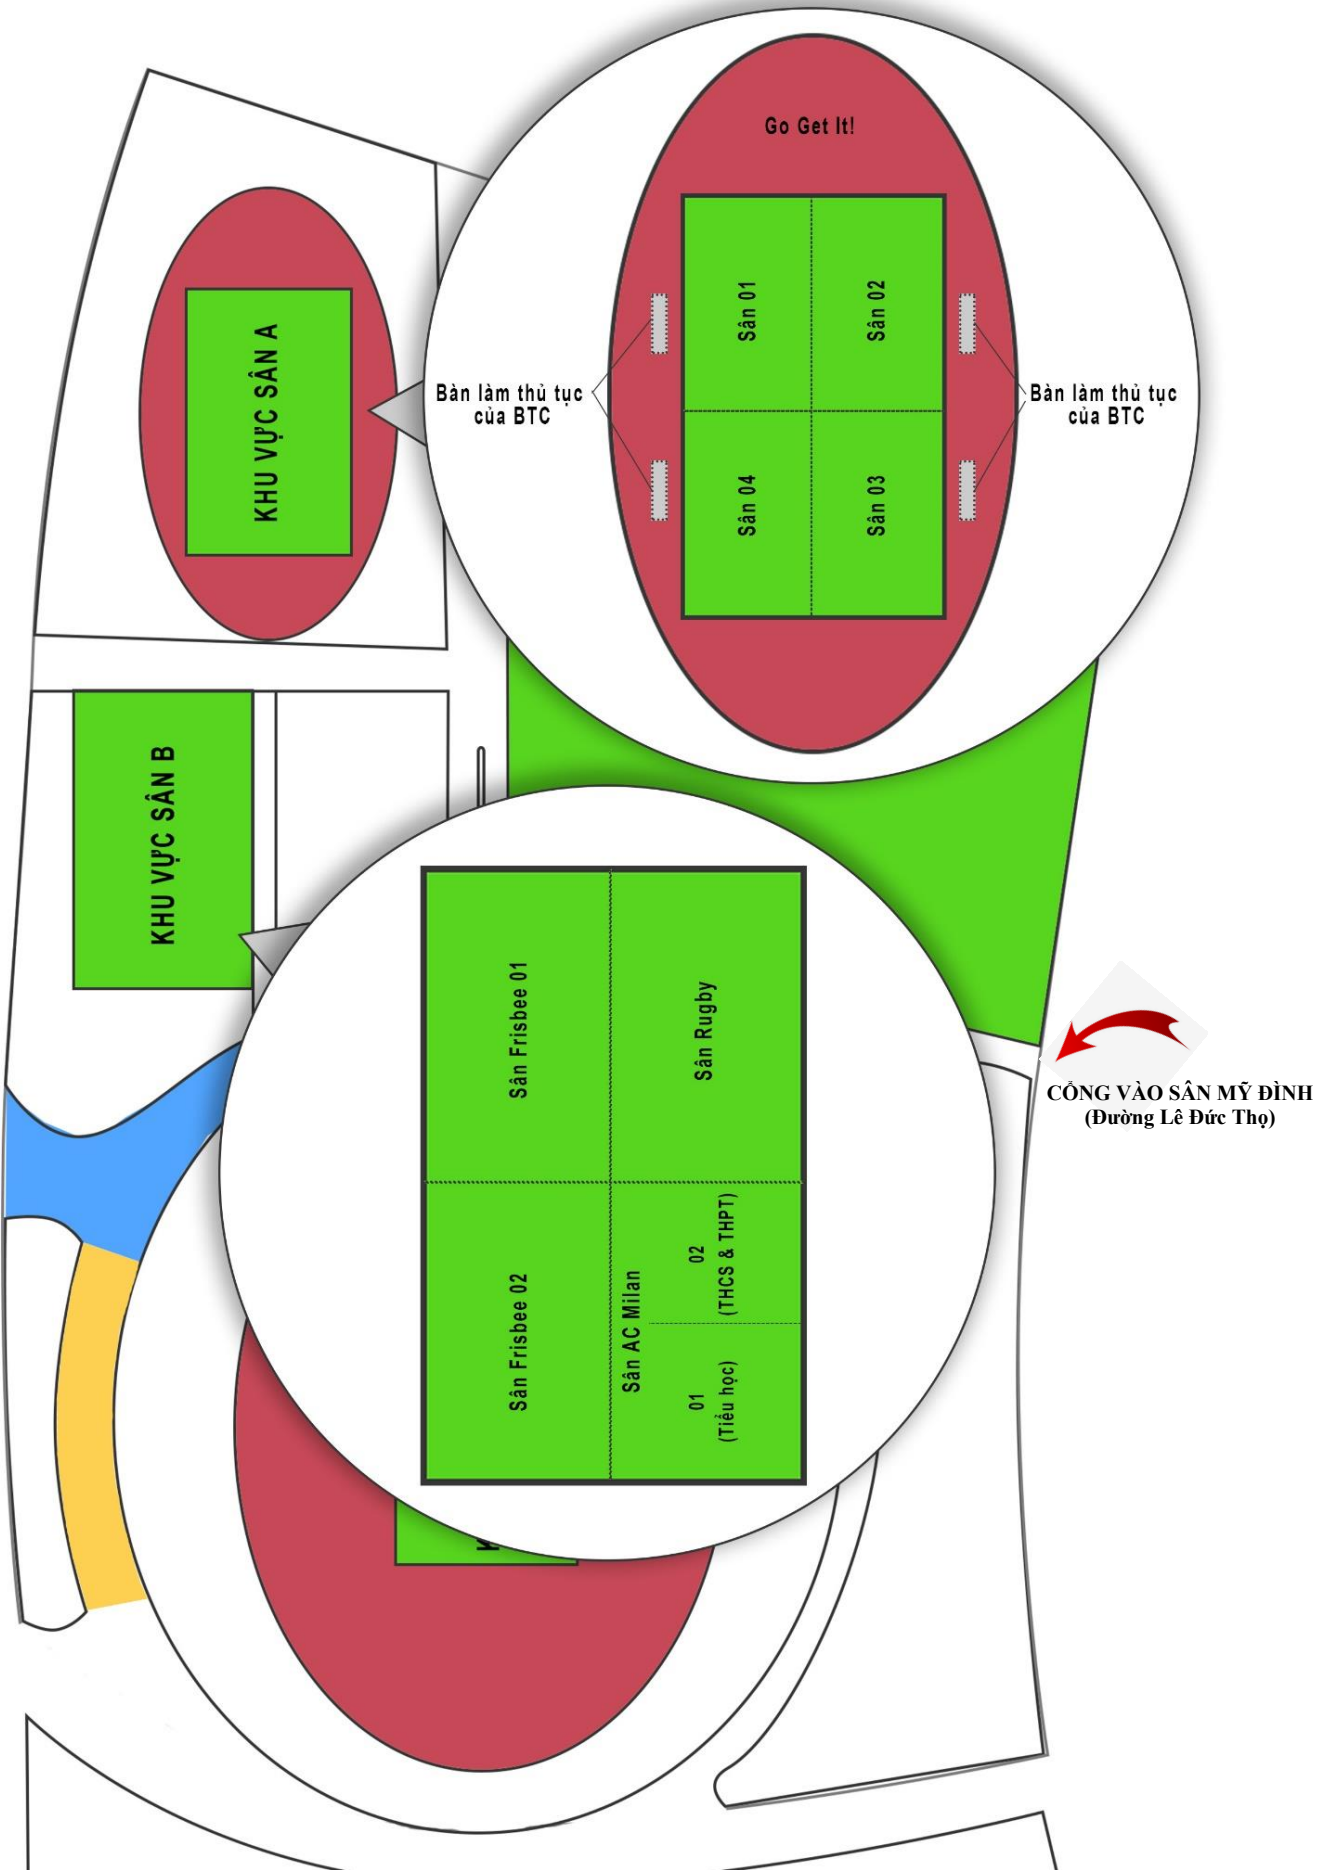 Go Get It!
Sân 01
Sân 02
Sân 04
Sân 03
Bàn làm thủ tục
của BTC
Bàn làm thủ tục
của BTC
KHU VỰC SÂN A
KHU VỰC SÂN B
Sân Frisbee 01
Sân Rugby
Sân Frisbee 02
Sân AC Milan
02
(THCS & THPT)
01
(Tiểu học)
CỔNG VÀO SÂN MỸ ĐÌNH
(Đường Lê Đức Thọ)